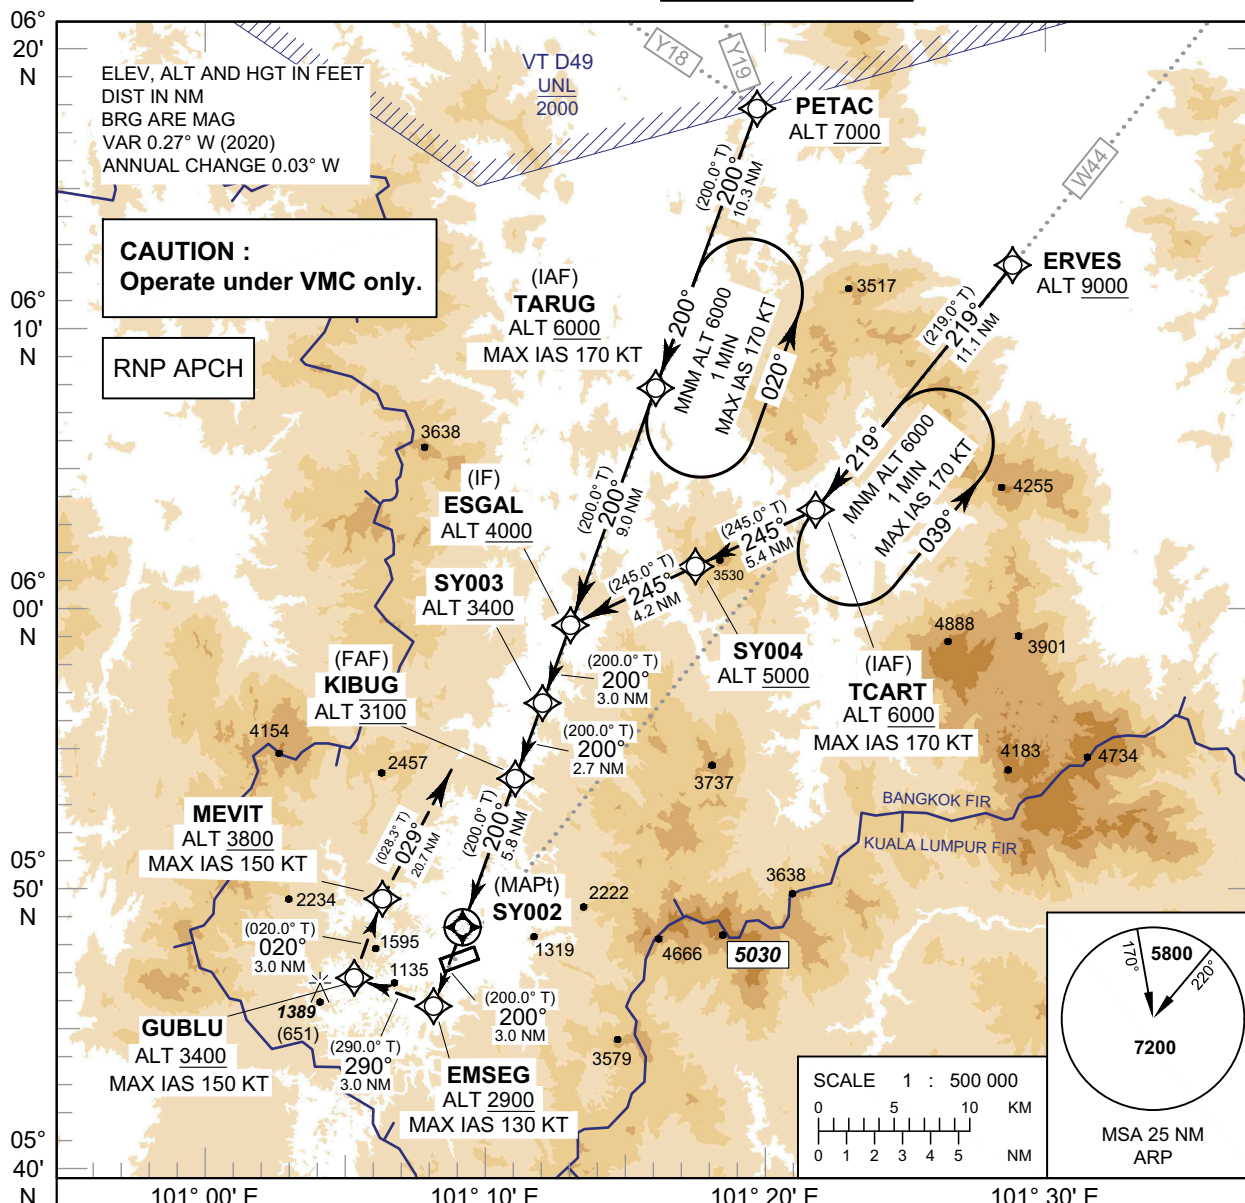 06°
20'
N
ELEV, ALT AND HGT IN FEET
DIST IN NM
BRG ARE MAG
VAR 0.27° W (2020)
ANNUAL CHANGE 0.03° W
CAUTION :
Operate under VMC only.
RNP APCH
VT D49
UNL
2000
Y18
Y19
W44
PETAC
ALT 7000
(200.0° T)
200°
10.3 NM
ERVES
ALT 9000
(219.0° T)
219°
11.1 NM
3517
06°
10'
N
(IAF)
TARUG
ALT 6000
MAX IAS 170 KT
200°
MNM ALT 6000
1 MIN
MAX IAS 170 KT
020°
219°
MNM ALT 6000
1 MIN
MAX IAS 170 KT
039°
3638
4255
(IF)
ESGAL
ALT 4000
(200.0° T)
200°
9.0 NM
(245.0° T)
245°
5.4 NM
3530
(245.0° T)
245°
4.2 NM
06°
00'
N
SY003
ALT 3400
SY004
ALT 5000
(IAF)
TCART
ALT 6000
MAX IAS 170 KT
4888
3901
(FAF)
KIBUG
ALT 3100
(200.0° T)
200°
3.0 NM
(200.0° T)
200°
2.7 NM
4154
2457
3737
4183
4734
BANGKOK FIR
KUALA LUMPUR FIR
MEVIT
ALT 3800
MAX IAS 150 KT
(028.3° T)
029°
20.7 NM
(200.0° T)
200°
5.8 NM
05°
50'
N
2234
(MAPt)
SY002
2222
3638
(020.0° T)
020°
3.0 NM
1595
1319
4666
5030
1135
1389
(651)
GUBLU
ALT 3400
MAX IAS 150 KT
(290.0° T)
290°
3.0 NM
(200.0° T)
200°
3.0 NM
EMSEG
ALT 2900
MAX IAS 130 KT
3579
170°
5800
220°
7200
MSA 25 NM
ARP
SCALE 1 : 500 000
0 5 10 KM
0 1 2 3 4 5 NM
05°
40'
N
101° 00' E
101° 10' E
101° 20' E
101° 30' E